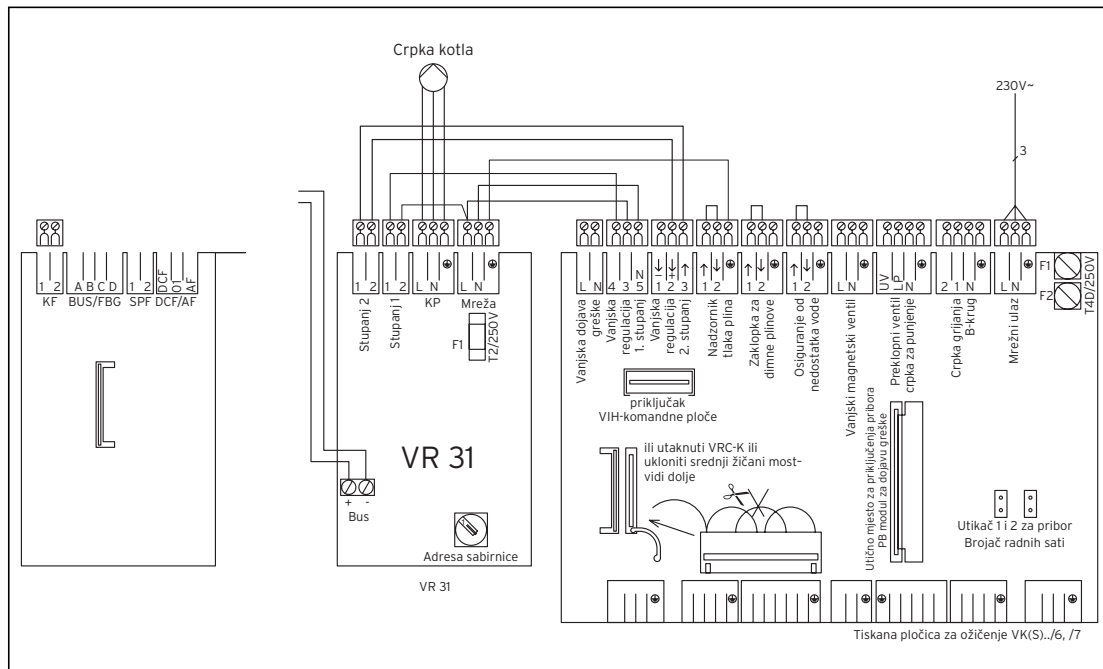 Crpka kotla
230V~
3
1 2
KF
A B C D
BUS/FBG
1 2
SPF
DCF 01 AF
DCF/AF
1 2
Stupanj 2
1 2
Stupanj 1
L N
KP
L N
Mreža
F1
T2/250 V
VR 31
+ -
Bus
Adresa sabirnice
VR 31
L N
Vanjska dojava
greške
4 3 5 N
Vanjska
regulacija
1. stupanj
1 2 3
- +
Vanjska
regulacija
2. stupanj
1 2
Nadzornik
tlaka plina
1 2
Zaklopka za
dimne plinove
1 2
Osiguranje od
nedostatka vode
L N
Vanjski magnetski ventil
UV
LP
L N
Preklopni ventil
crpka za punjenje
2 1 N
Crpka grijanja
B-krug
L N
Mrežni ulaz
F1
F2
T4D/250V
priključak
VIH-komandne ploče
ili utaknuti VRC-K ili
ukloniti srednji žičani most-
vidi dolje
Utično mjesto za priključenja pribora
PB modul za dojavu greške
Utikač 1 i 2 za pribor
Brojač radnih sati
Tiskana pločica za ožičenje VK(S)../6, /7